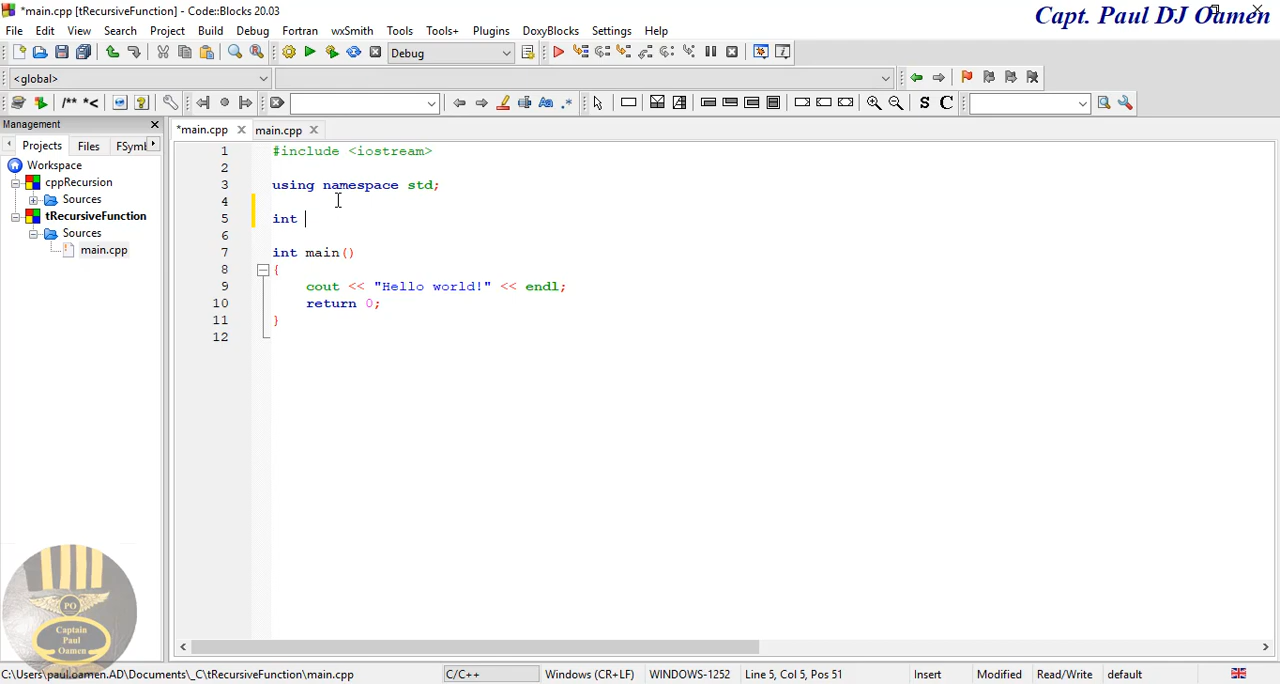 *main.cpp [tRecursiveFunction] - Code::Blocks 20.03
Capt. Paul DJ Oamen
File Edit View Search Project Build Debug Fortran wxSmith Tools Tools+ Plugins DoxyBlocks Settings Help
Debug
<global>
/** *<
S C
Management
*main.cpp main.cpp
Projects Files FSymb
Workspace
cppRecursion
Sources
tRecursiveFunction
Sources
main.cpp
1 #include <iostream>
2
3 using namespace std;
4
5 int
6
7 int main()
8 {
9 cout << "Hello world!" << endl;
10 return 0;
11 }
12
PO
Captain
Paul
Oamen
C:\Users\paul.oamen.AD\Documents\_C\tRecursiveFunction\main.cpp C/C++ Windows (CR+LF) WINDOWS-1252 Line 5, Col 5, Pos 51 Insert Modified Read/Write default